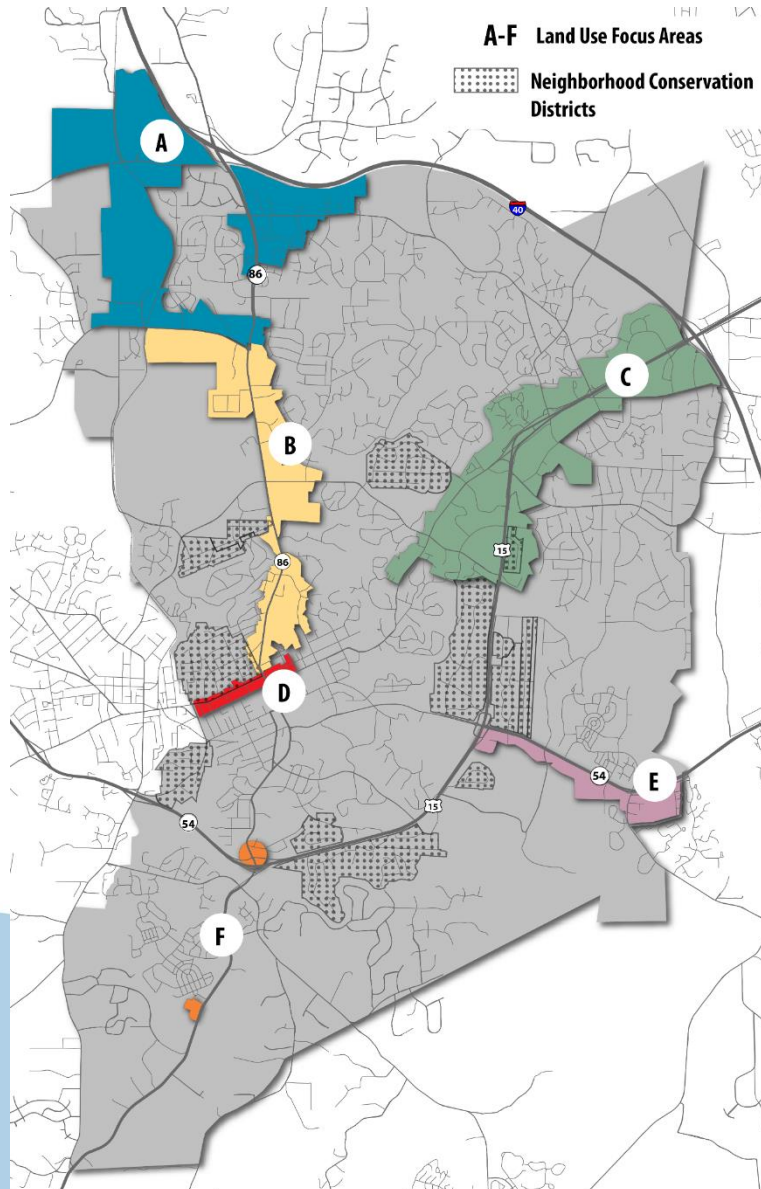 A-F Land Use Focus Areas
Neighborhood Conservation
Districts
A
40
86
C
B
15
86
D
54
E
15
54
F